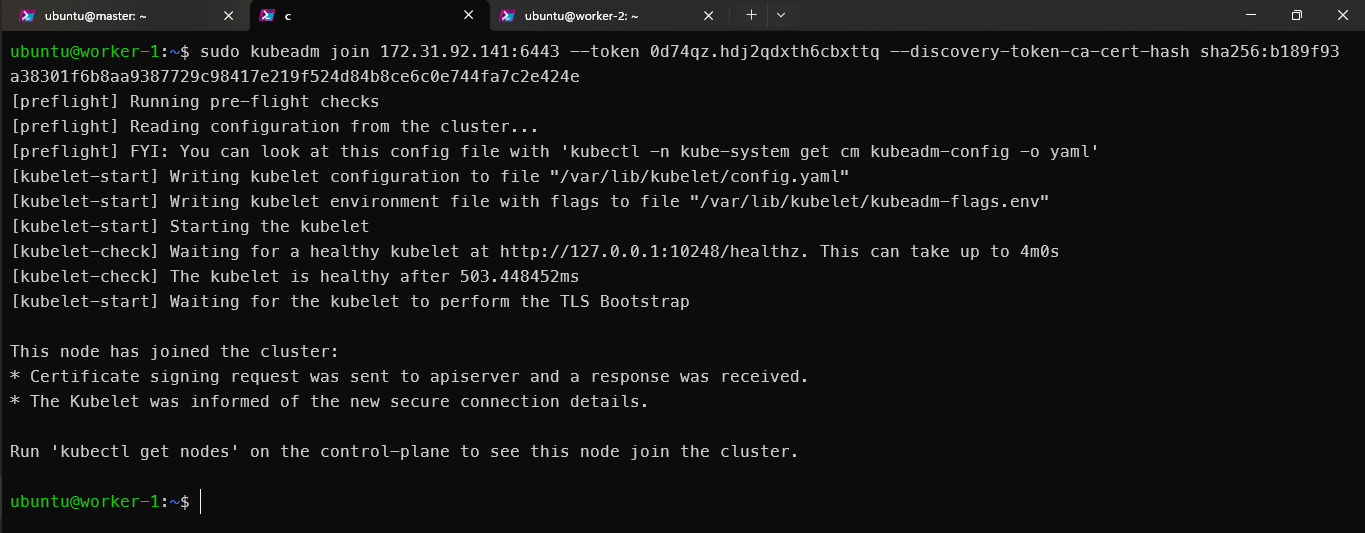 ubuntu@master: ~
c
ubuntu@worker-2: ~
ubuntu@worker-1:~$ sudo kubeadm join 172.31.92.141:6443 --token 0d74qz.hdj2qdxth6cbxttq --discovery-token-ca-cert-hash sha256:b189f93
a38301f6b8aa9387729c98417e219f524d84b8ce6c0e744fa7c2e424e
[preflight] Running pre-flight checks
[preflight] Reading configuration from the cluster...
[preflight] FYI: You can look at this config file with 'kubectl -n kube-system get cm kubeadm-config -o yaml'
[kubelet-start] Writing kubelet configuration to file "/var/lib/kubelet/config.yaml"
[kubelet-start] Writing kubelet environment file with flags to file "/var/lib/kubelet/kubeadm-flags.env"
[kubelet-start] Starting the kubelet
[kubelet-check] Waiting for a healthy kubelet at http://127.0.0.1:10248/healthz. This can take up to 4m0s
[kubelet-check] The kubelet is healthy after 503.448452ms
[kubelet-start] Waiting for the kubelet to perform the TLS Bootstrap
This node has joined the cluster:
* Certificate signing request was sent to apiserver and a response was received.
* The Kubelet was informed of the new secure connection details.
Run 'kubectl get nodes' on the control-plane to see this node join the cluster.
ubuntu@worker-1:~$